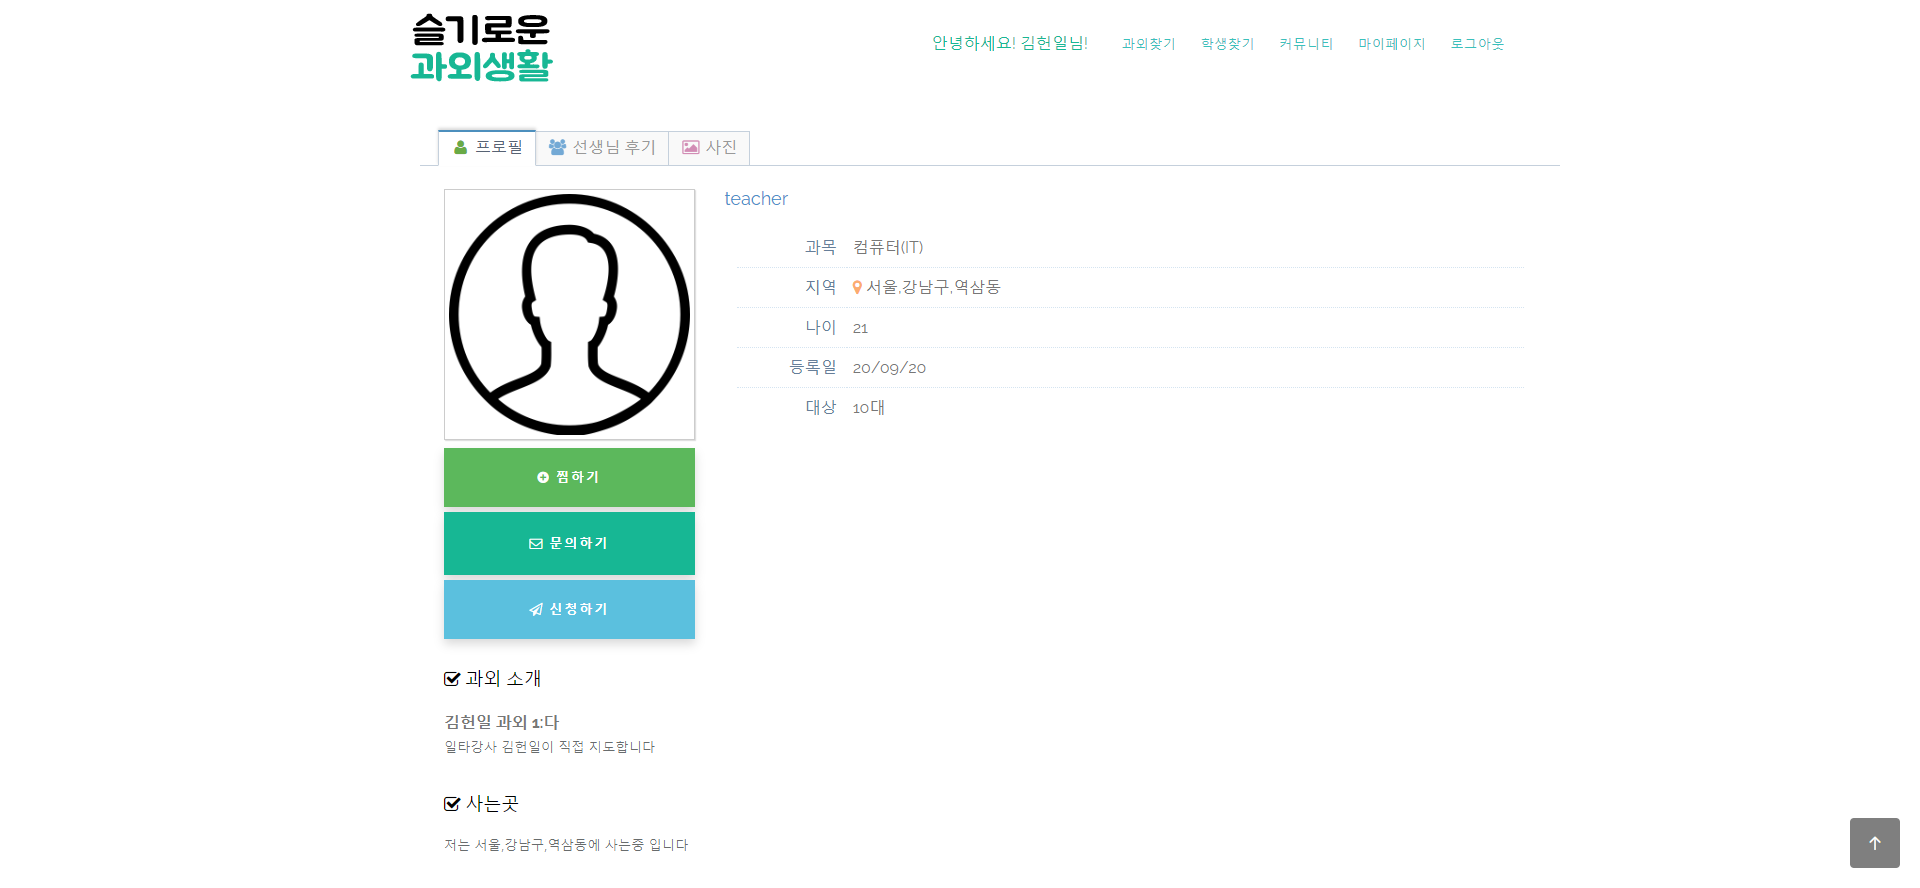 슬기로운
과외생활
안녕하세요! 김헌일님! 과외찾기 학생찾기 커뮤니티 마이페이지 로그아웃
프로필 선생님 후기 사진
teacher
과목 컴퓨터(IT)
지역 서울,강남구,역삼동
나이 21
등록일 20/09/20
대상 10대
찜하기
문의하기
신청하기
과외 소개
김헌일 과외 1:다
일타강사 김헌일이 직접 지도합니다
사는곳
저는 서울,강남구,역삼동에 사는중 입니다